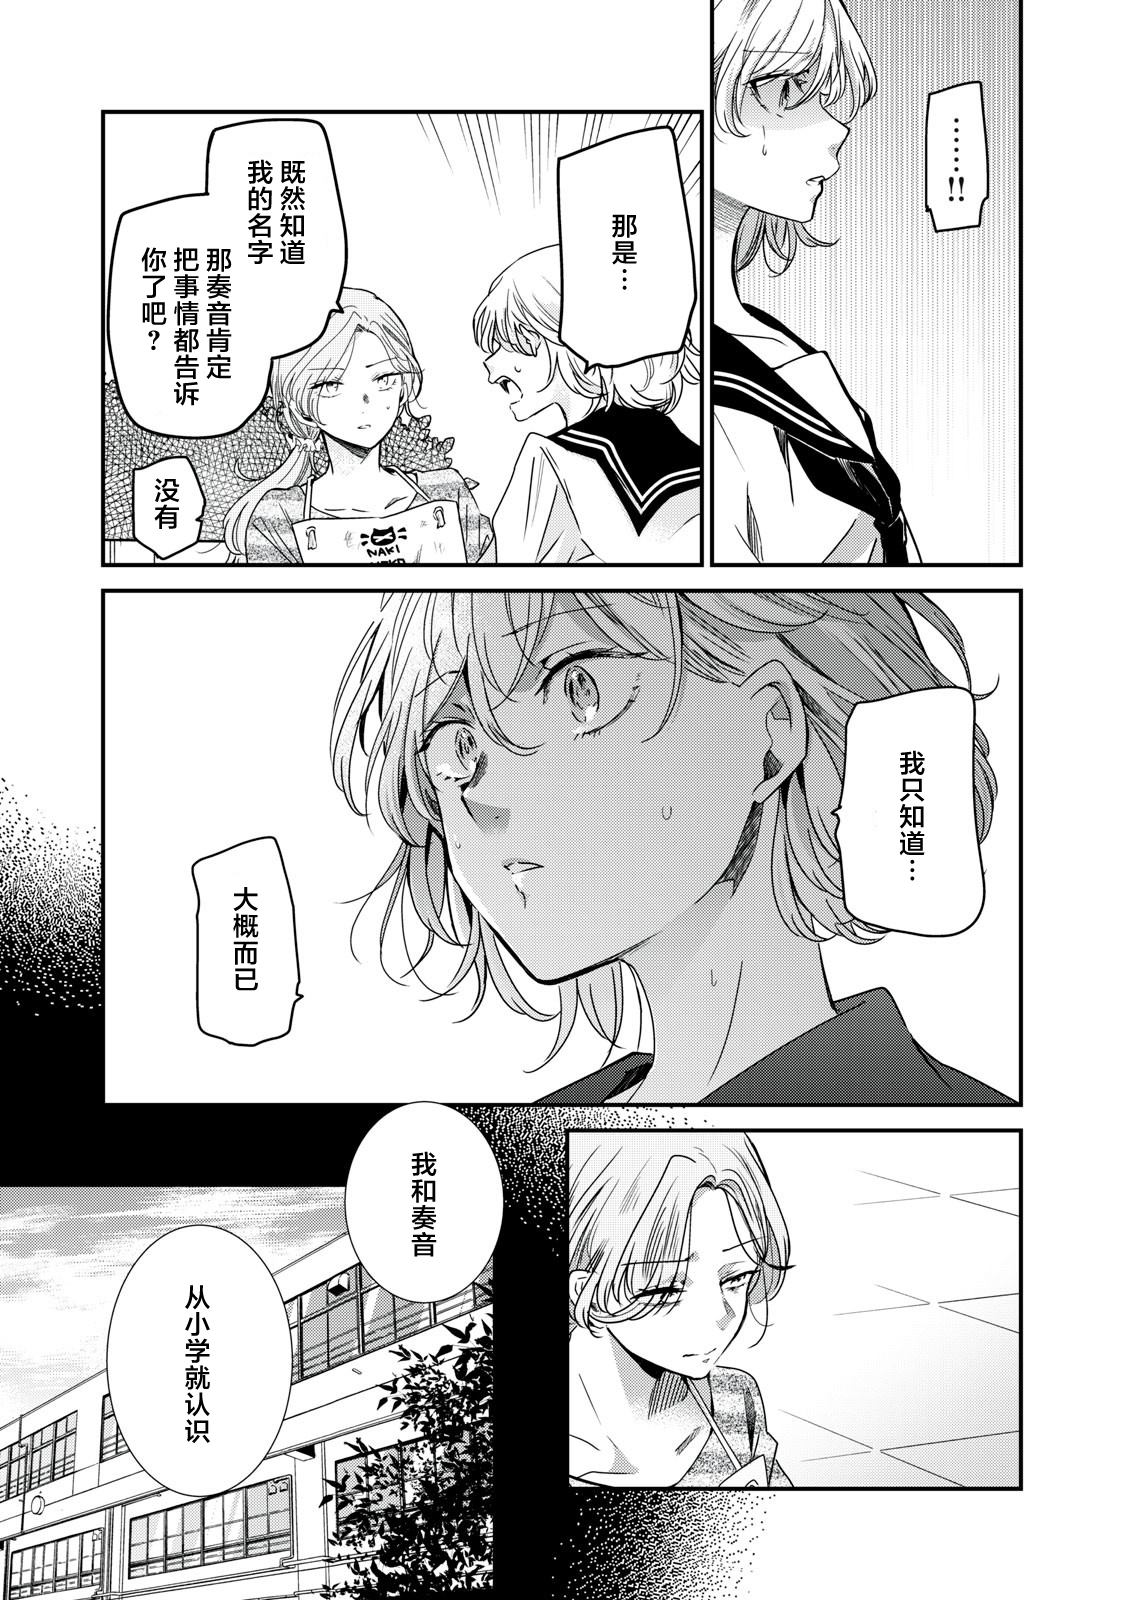 ……!!
那是…
既然知道
我的名字
那奏音肯定
把事情都告诉
你了吧？
没有
NAKI
我只知道…
大概而已
我和奏音
从小学就认识